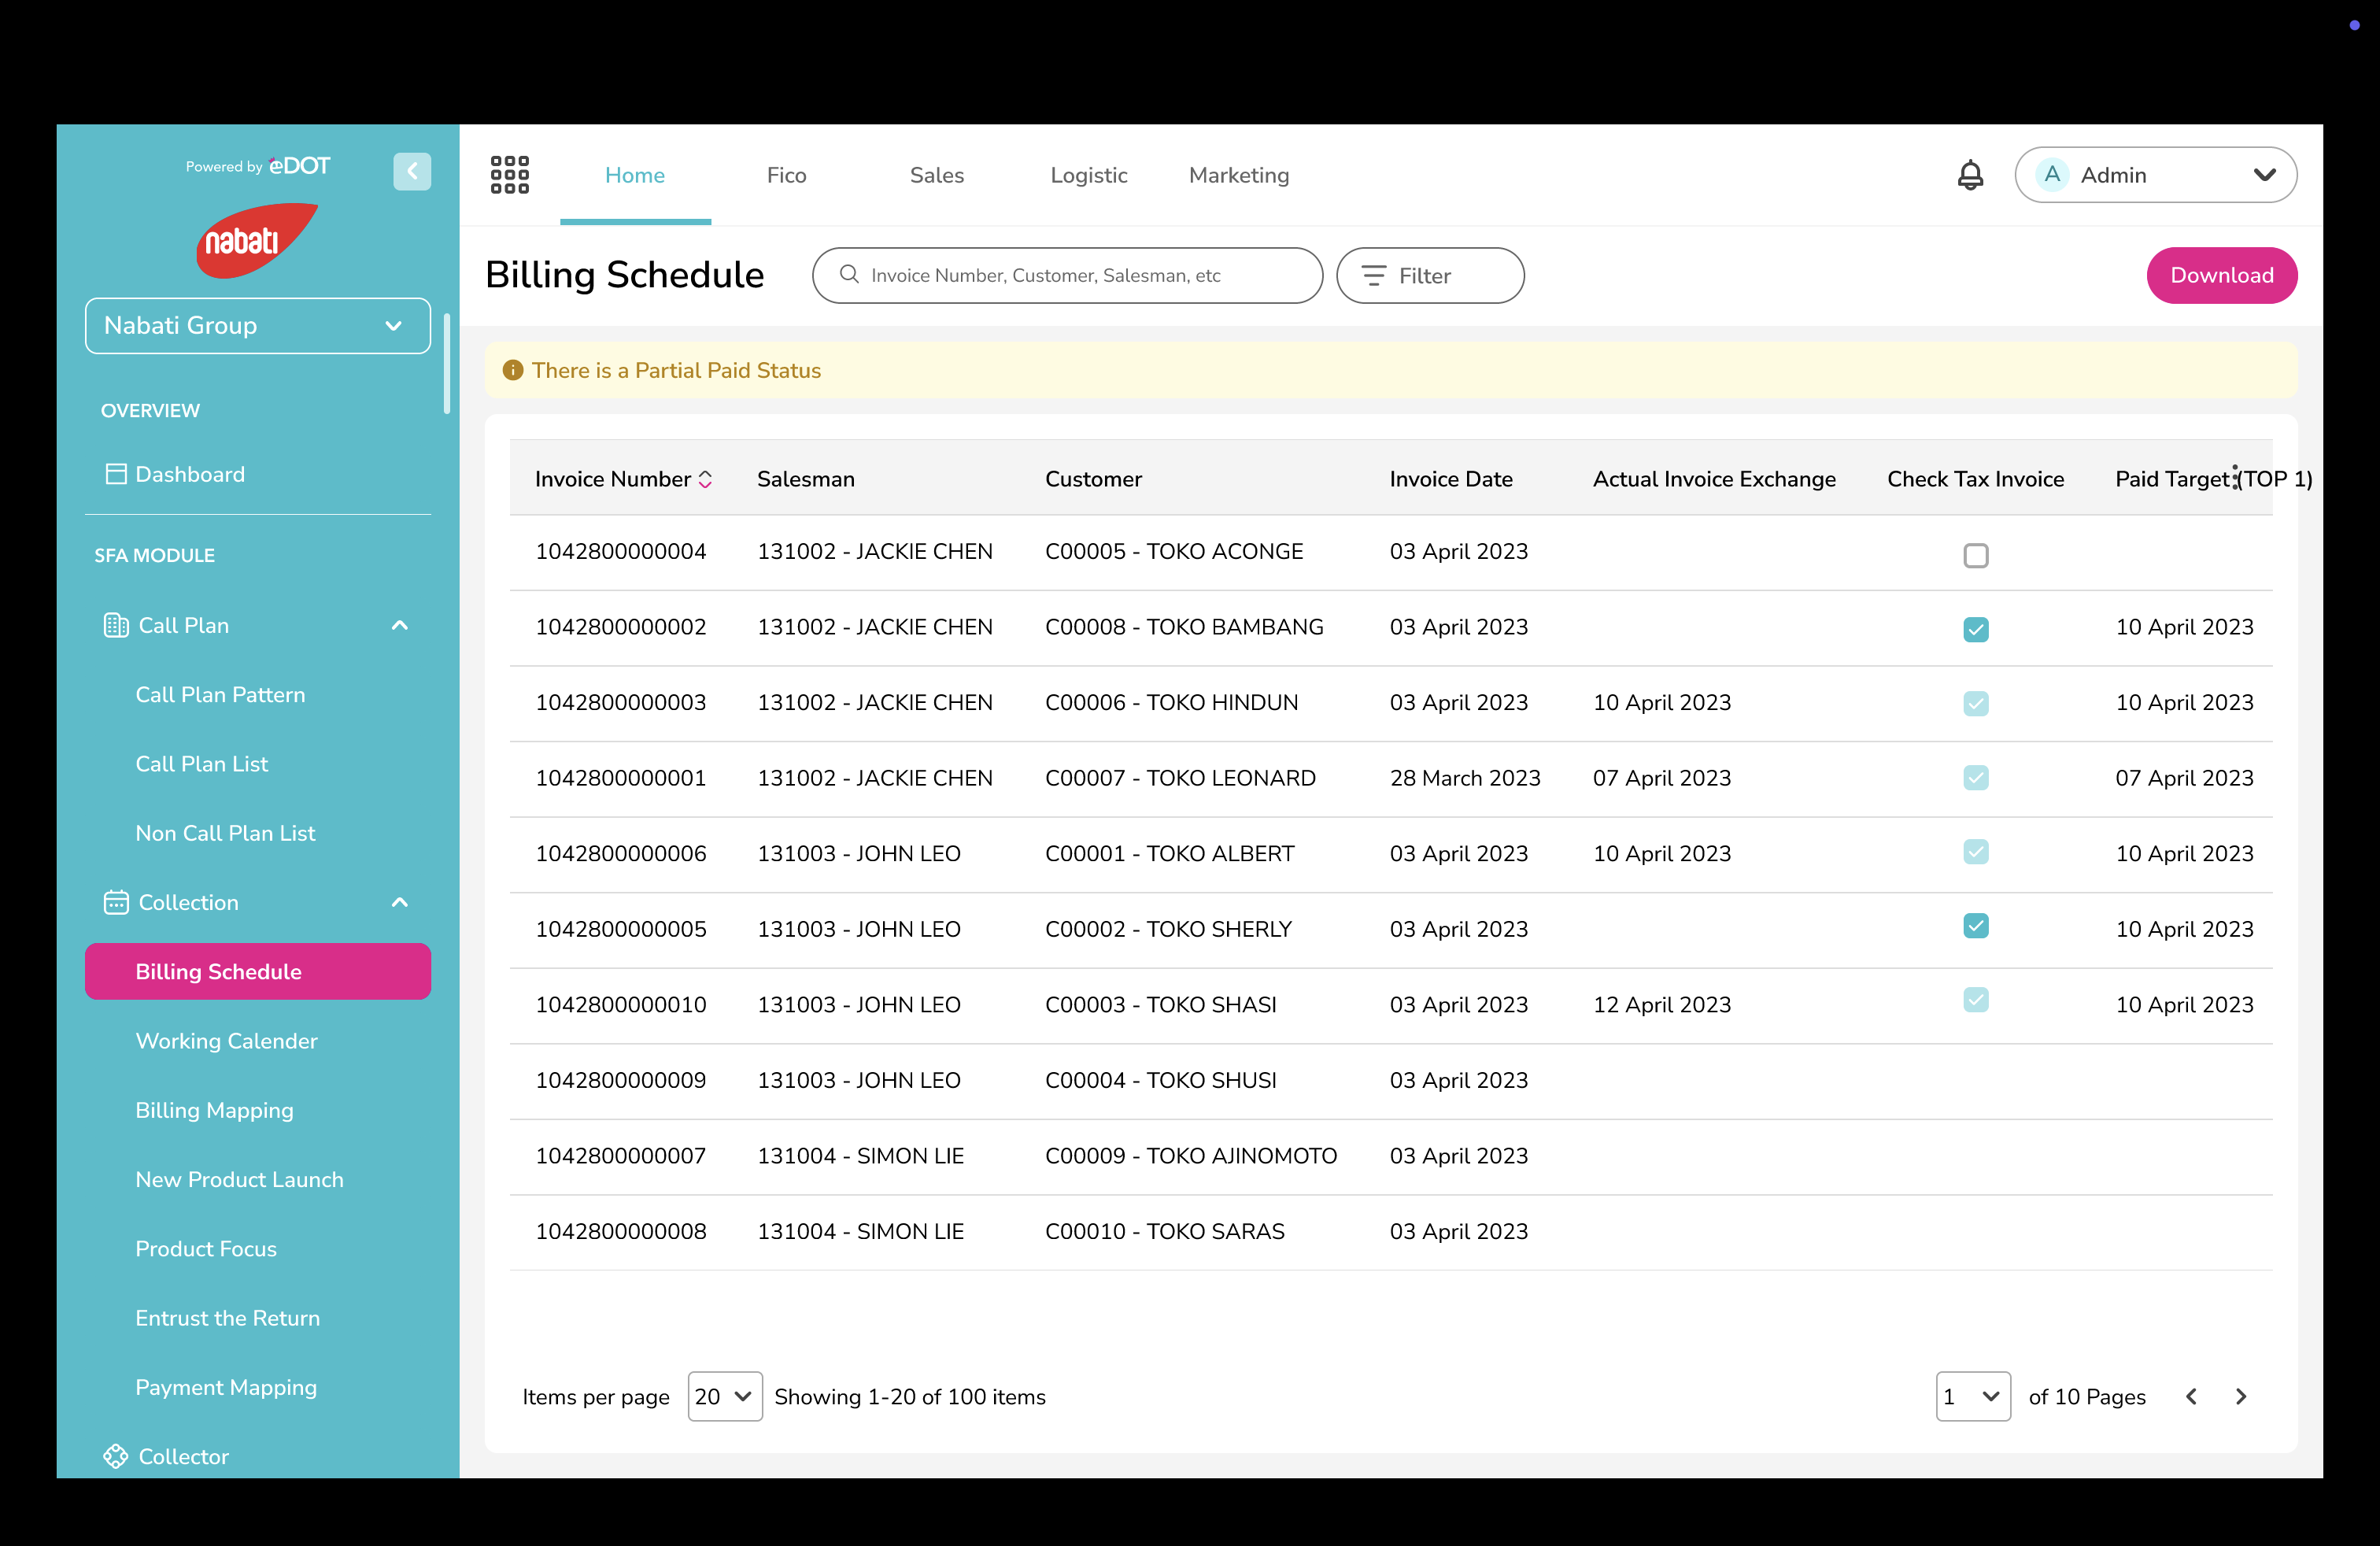 Powered by eDOT
nabati
Nabati Group
OVERVIEW
Dashboard
SFA MODULE
Call Plan
Call Plan Pattern
Call Plan List
Non Call Plan List
Collection
Billing Schedule
Working Calender
Billing Mapping
New Product Launch
Product Focus
Entrust the Return
Payment Mapping
Collector
Home Fico Sales Logistic Marketing
A Admin
Billing Schedule
Invoice Number, Customer, Salesman, etc
Filter
Download
There is a Partial Paid Status
Invoice Number Salesman Customer Invoice Date Actual Invoice Exchange Check Tax Invoice Paid Target (TOP 1)
1042800000004 131002 - JACKIE CHEN C00005 - TOKO ACONGE 03 April 2023
1042800000002 131002 - JACKIE CHEN C00008 - TOKO BAMBANG 03 April 2023 10 April 2023
1042800000003 131002 - JACKIE CHEN C00006 - TOKO HINDUN 03 April 2023 10 April 2023 10 April 2023
1042800000001 131002 - JACKIE CHEN C00007 - TOKO LEONARD 28 March 2023 07 April 2023 07 April 2023
1042800000006 131003 - JOHN LEO C00001 - TOKO ALBERT 03 April 2023 10 April 2023 10 April 2023
1042800000005 131003 - JOHN LEO C00002 - TOKO SHERLY 03 April 2023 10 April 2023
1042800000010 131003 - JOHN LEO C00003 - TOKO SHASI 03 April 2023 12 April 2023 10 April 2023
1042800000009 131003 - JOHN LEO C00004 - TOKO SHUSI 03 April 2023
1042800000007 131004 - SIMON LIE C00009 - TOKO AJINOMOTO 03 April 2023
1042800000008 131004 - SIMON LIE C00010 - TOKO SARAS 03 April 2023
Items per page 20 Showing 1-20 of 100 items 1 of 10 Pages